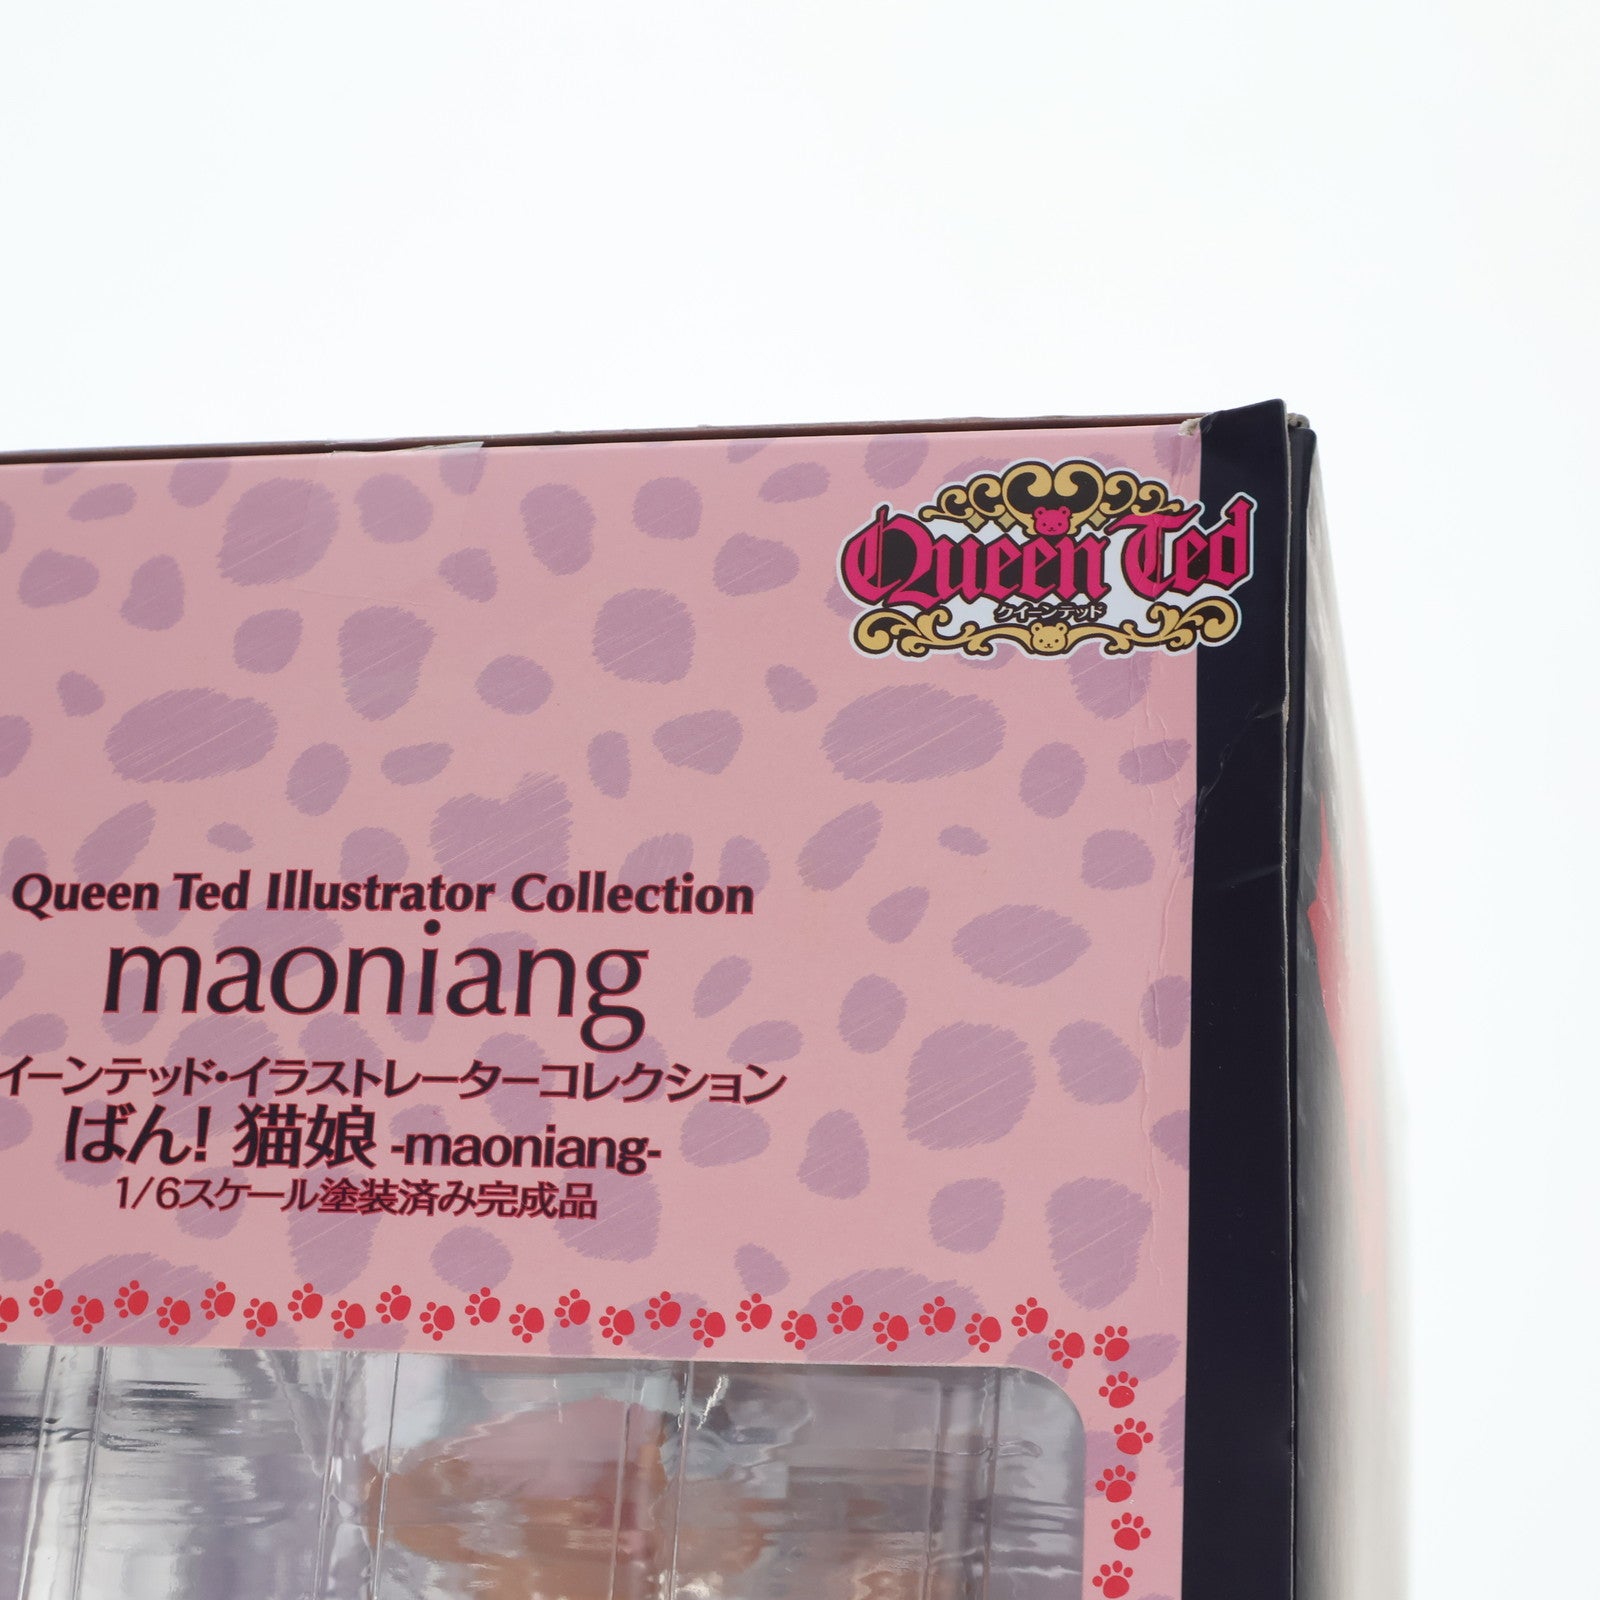 Queen Ted
クイーンテッド
Queen Ted Illustrator Collection
maoniang
イーンテッド・イラストレーターコレクション
ばん! 猫娘 -maoniang-
1/6スケール塗装済み完成品